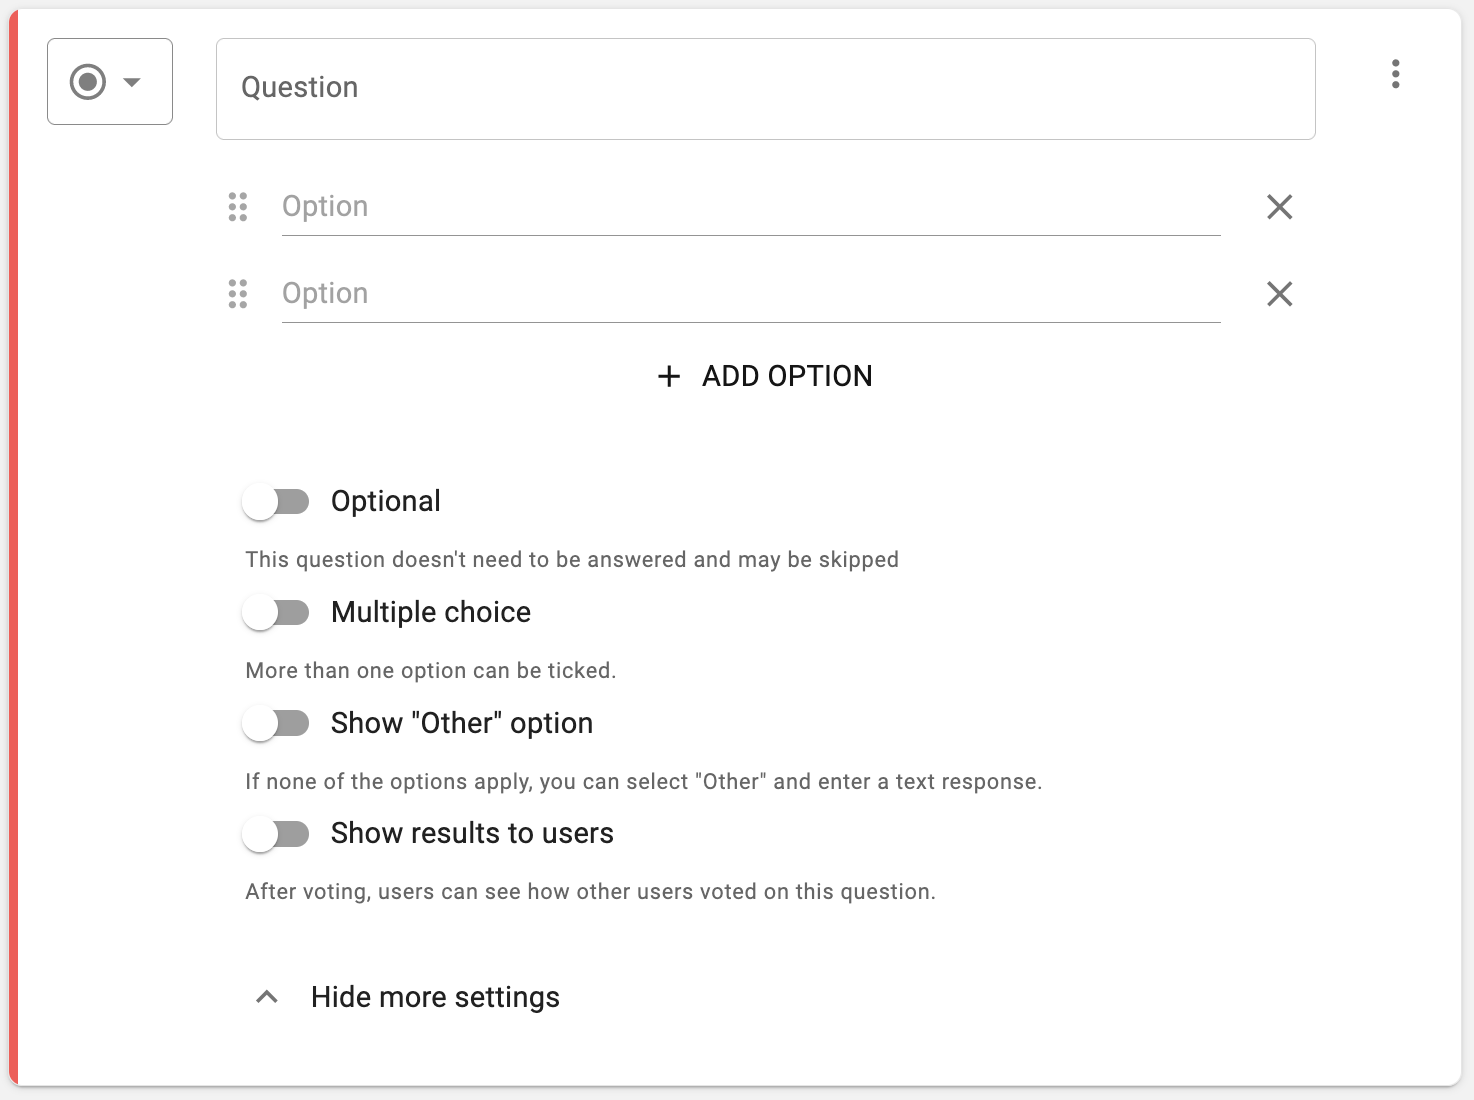 Question
Option
Option
ADD OPTION
Optional
This question doesn't need to be answered and may be skipped
Multiple choice
More than one option can be ticked.
Show "Other" option
If none of the options apply, you can select "Other" and enter a text response.
Show results to users
After voting, users can see how other users voted on this question.
Hide more settings